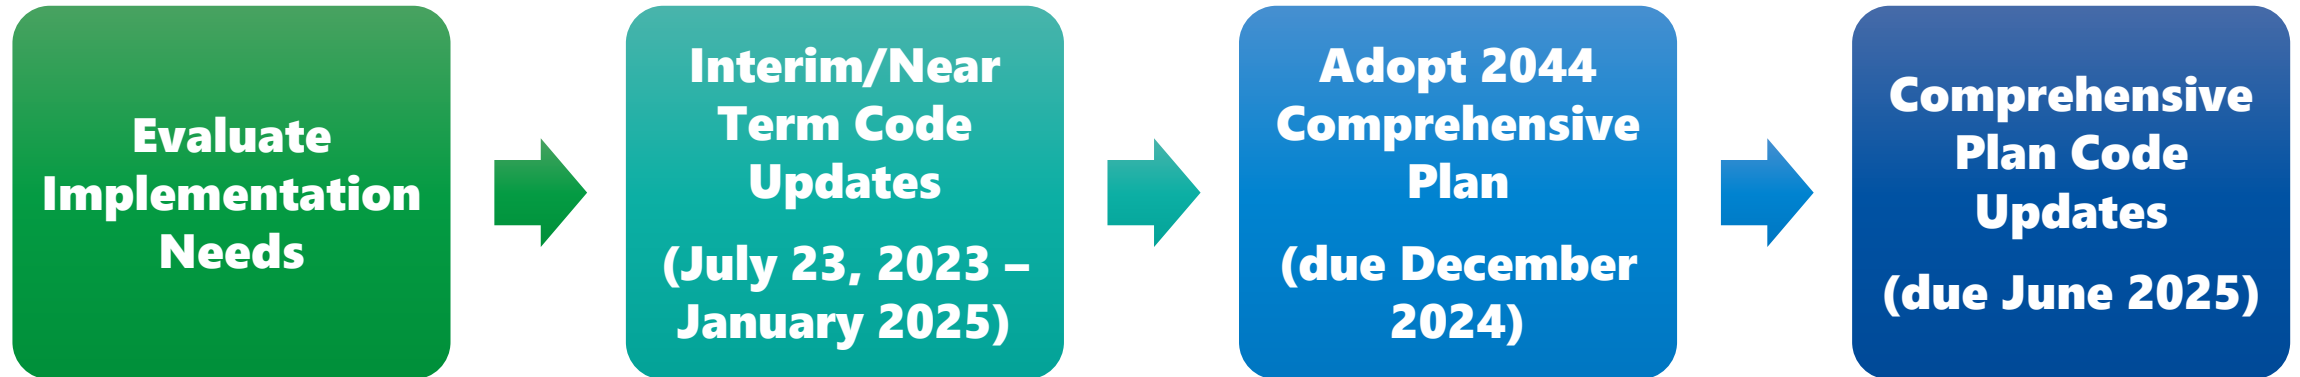 Evaluate
Implementation
Needs
Interim/Near
Term Code
Updates
(July 23, 2023 –
January 2025)
Adopt 2044
Comprehensive
Plan
(due December
2024)
Comprehensive
Plan Code
Updates
(due June 2025)